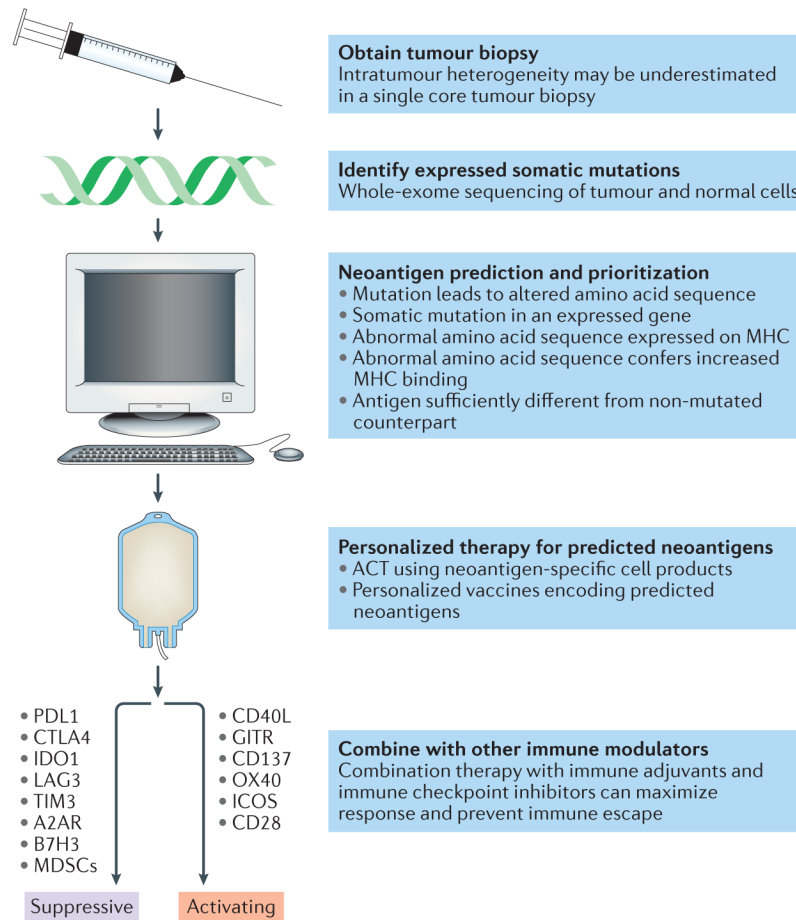 Obtain tumour biopsy
Intratumour heterogeneity may be underestimated
in a single core tumour biopsy
Identify expressed somatic mutations
Whole-exome sequencing of tumour and normal cells
Neoantigen prediction and prioritization
• Mutation leads to altered amino acid sequence
• Somatic mutation in an expressed gene
• Abnormal amino acid sequence expressed on MHC
• Abnormal amino acid sequence confers increased
MHC binding
• Antigen sufficiently different from non-mutated
counterpart
Personalized therapy for predicted neoantigens
• ACT using neoantigen-specific cell products
• Personalized vaccines encoding predicted
neoantigens
• PDL1
• CTLA4
• IDO1
• LAG3
• TIM3
• A2AR
• B7H3
• MDSCs
Suppressive
• CD40L
• GITR
• CD137
• OX40
• ICOS
• CD28
Activating
Combine with other immune modulators
Combination therapy with immune adjuvants and
immune checkpoint inhibitors can maximize
response and prevent immune escape